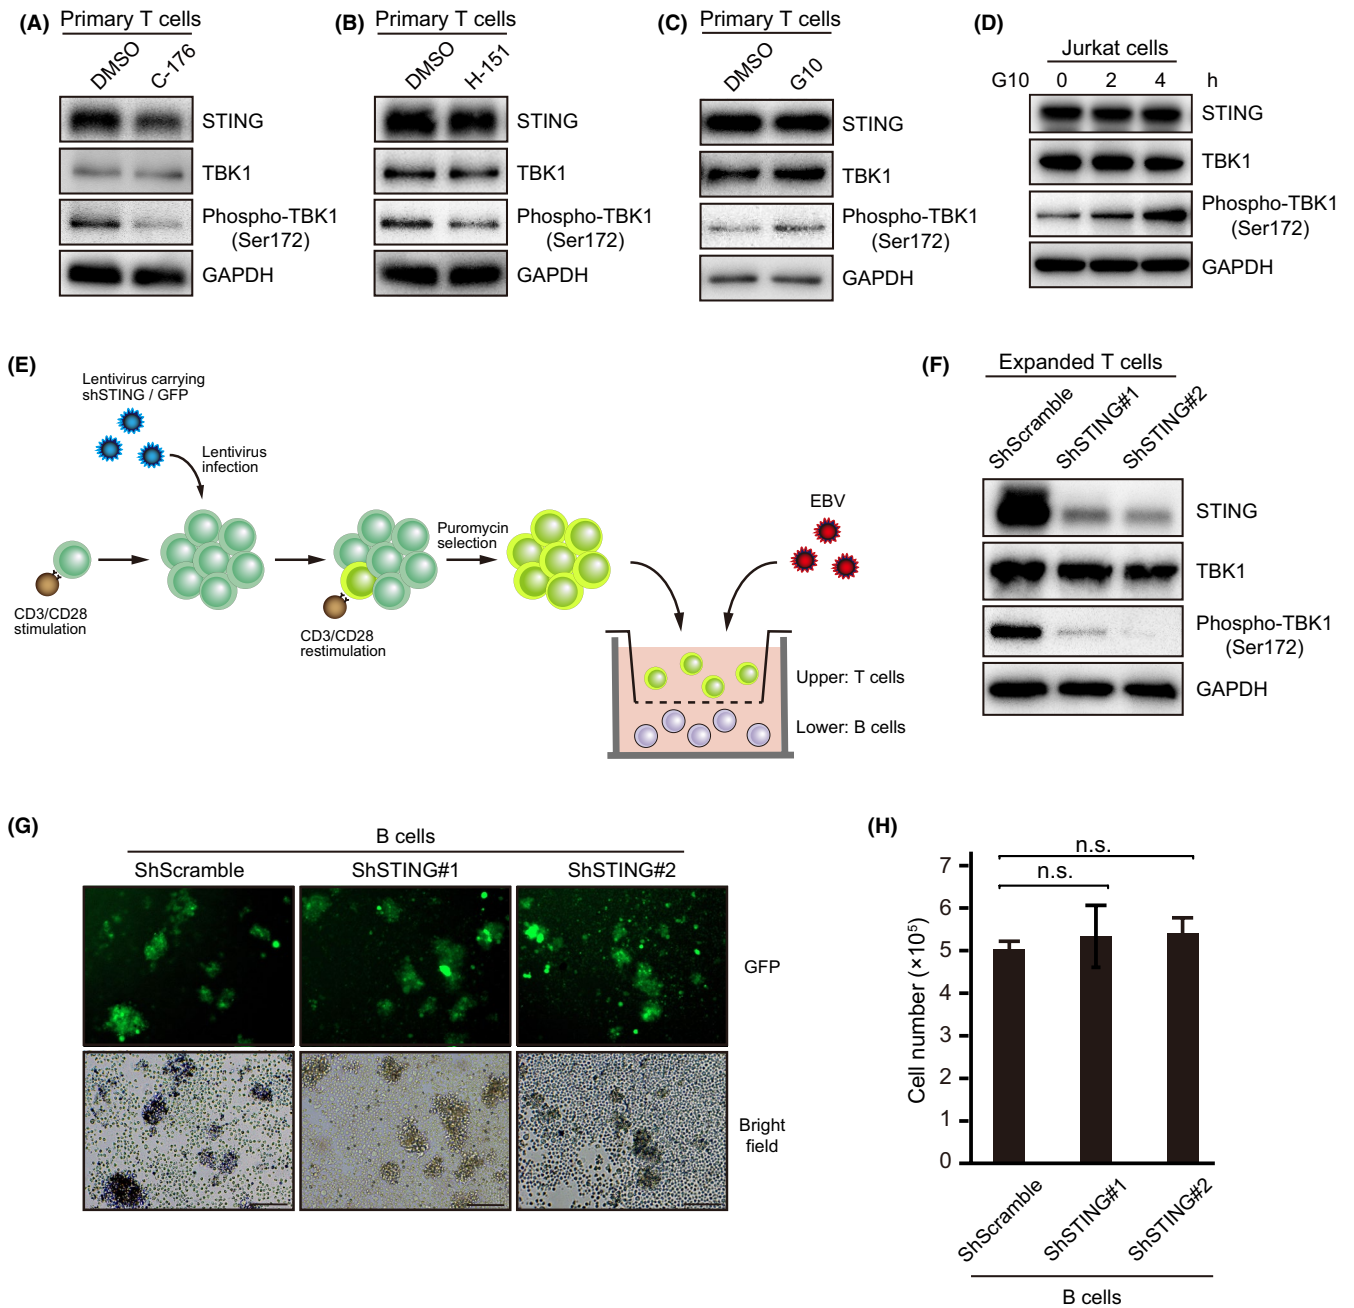 (A)
Primary T cells
DMSO
C-176
STING
TBK1
Phospho-TBK1
(Ser172)
GAPDH
(B)
Primary T cells
DMSO
H-151
STING
TBK1
Phospho-TBK1
(Ser172)
GAPDH
(C)
Primary T cells
DMSO
G10
STING
TBK1
Phospho-TBK1
(Ser172)
GAPDH
(D)
Jurkat cells
G10 0 2 4 h
STING
TBK1
Phospho-TBK1
(Ser172)
GAPDH
(E)
Lentivirus carrying
shSTING / GFP
Lentivirus
infection
CD3/CD28
stimulation
CD3/CD28
restimulation
Puromycin
selection
EBV
Upper: T cells
Lower: B cells
(F)
Expanded T cells
ShScramble
ShSTING#1
ShSTING#2
STING
TBK1
Phospho-TBK1
(Ser172)
GAPDH
(G)
B cells
ShScramble
ShSTING#1
ShSTING#2
GFP
Bright
field
(H)
n.s.
n.s.
Cell number (×10⁵)
7
6
5
4
3
2
1
0
ShScramble
ShSTING#1
ShSTING#2
B cells